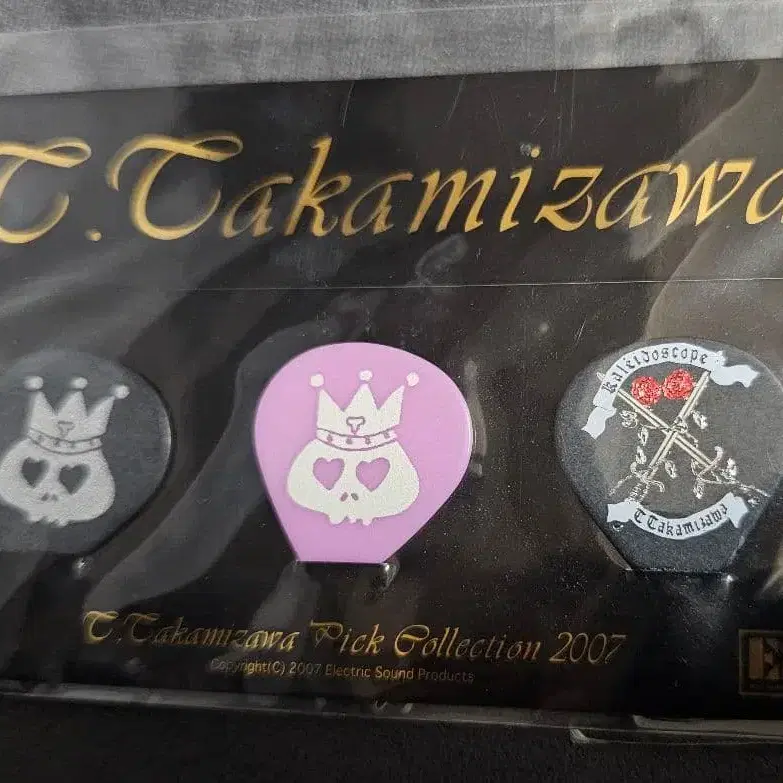 T.Takamizawa
Kaleidoscope
T Takamizawa
T.Takamizawa Pick Collection 2007
Copyright(C) 2007 Electric Sound Products
E